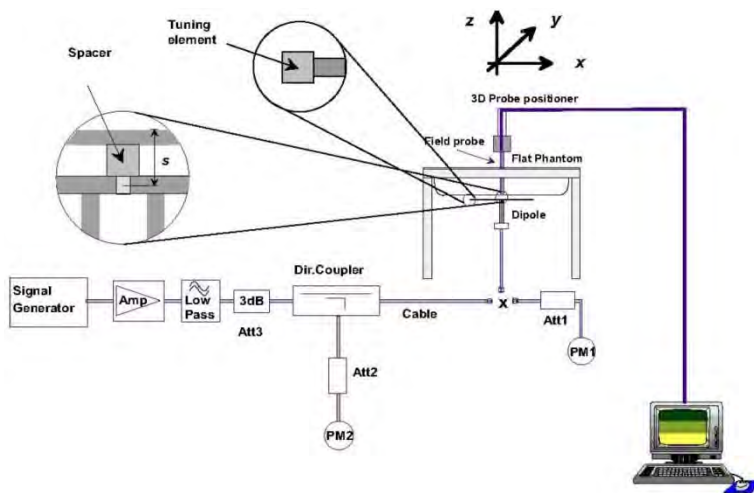 Tuning
element
Spacer
s
z
y
x
3D Probe positioner
Field probe
Flat Phantom
Dipole
Signal
Generator
Amp
Low
Pass
3dB
Att3
Dir.Coupler
Cable
x
Att1
PM1
Att2
PM2